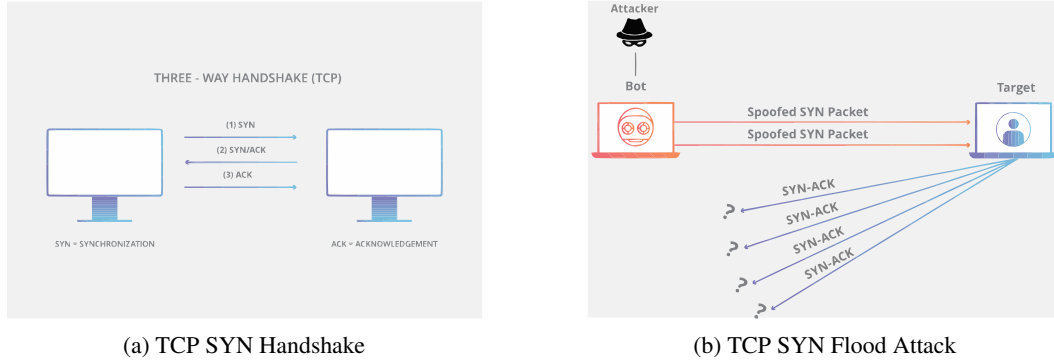 THREE - WAY HANDSHAKE (TCP)
(1) SYN
(2) SYN/ACK
(3) ACK
SYN = SYNCHRONIZATION
ACK = ACKNOWLEDGEMENT
(a) TCP SYN Handshake
Attacker
Bot
Target
Spoofed SYN Packet
Spoofed SYN Packet
SYN-ACK
?
SYN-ACK
?
SYN-ACK
?
SYN-ACK
?
(b) TCP SYN Flood Attack